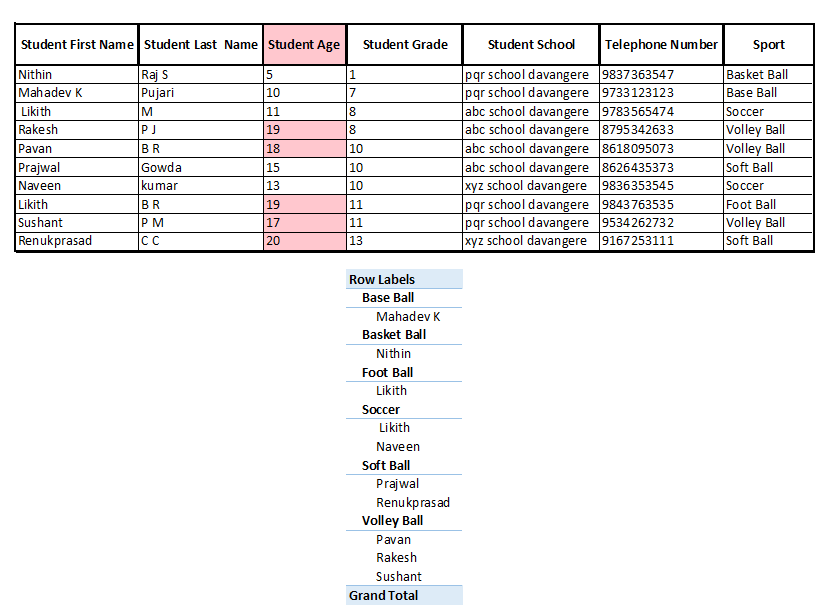 Student First Name Student Last Name Student Age Student Grade Student School Telephone Number Sport
Nithin Raj S 5 1 pqr school davangere 9837363547 Basket Ball
Mahadev K Pujari 10 7 pqr school davangere 9733123123 Base Ball
Likith M 11 8 abc school davangere 9783565474 Soccer
Rakesh P J 19 8 abc school davangere 8795342633 Volley Ball
Pavan B R 18 10 abc school davangere 8618095073 Volley Ball
Prajwal Gowda 15 10 abc school davangere 8626435373 Soft Ball
Naveen kumar 13 10 xyz school davangere 9836353545 Soccer
Likith B R 19 11 pqr school davangere 9843763535 Foot Ball
Sushant P M 17 11 pqr school davangere 9534262732 Volley Ball
Renukprasad C C 20 13 xyz school davangere 9167253111 Soft Ball
Row Labels
Base Ball
Mahadev K
Basket Ball
Nithin
Foot Ball
Likith
Soccer
Likith
Naveen
Soft Ball
Prajwal
Renukprasad
Volley Ball
Pavan
Rakesh
Sushant
Grand Total